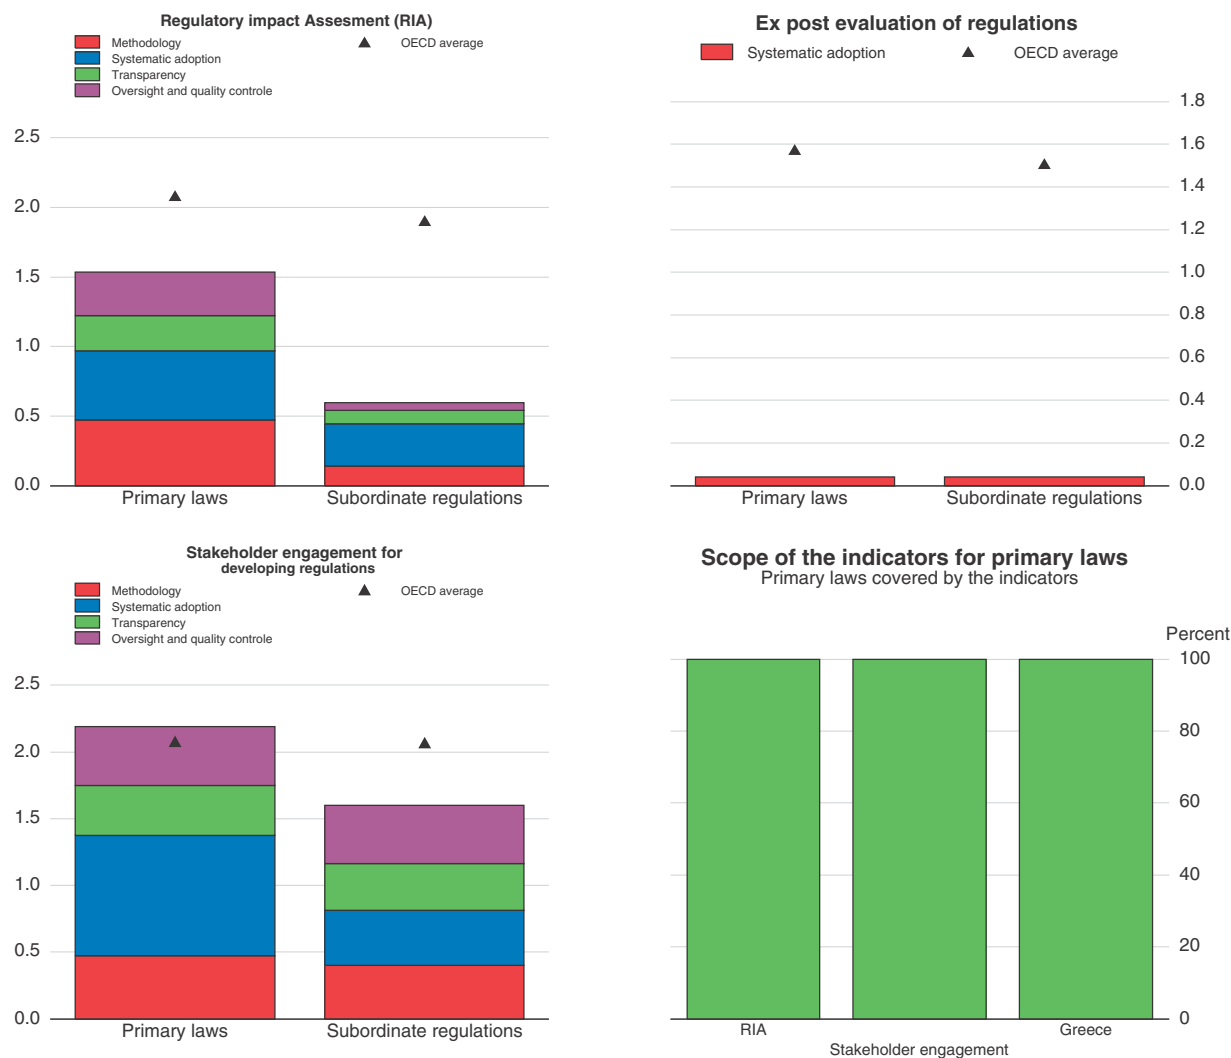 Regulatory impact Assesment (RIA)
Methodology
OECD average
Systematic adoption
Transparency
Oversight and quality controle
2.5
2.0
1.5
1.0
0.5
0.0
Primary laws
Subordinate regulations
Ex post evaluation of regulations
Systematic adoption
OECD average
1.8
1.6
1.4
1.2
1.0
0.8
0.6
0.4
0.2
0.0
Primary laws
Subordinate regulations
Stakeholder engagement for
developing regulations
Methodology
OECD average
Systematic adoption
Transparency
Oversight and quality controle
2.5
2.0
1.5
1.0
0.5
0.0
Primary laws
Subordinate regulations
Scope of the indicators for primary laws
Primary laws covered by the indicators
Percent
100
80
60
40
20
0
RIA
Greece
Stakeholder engagement